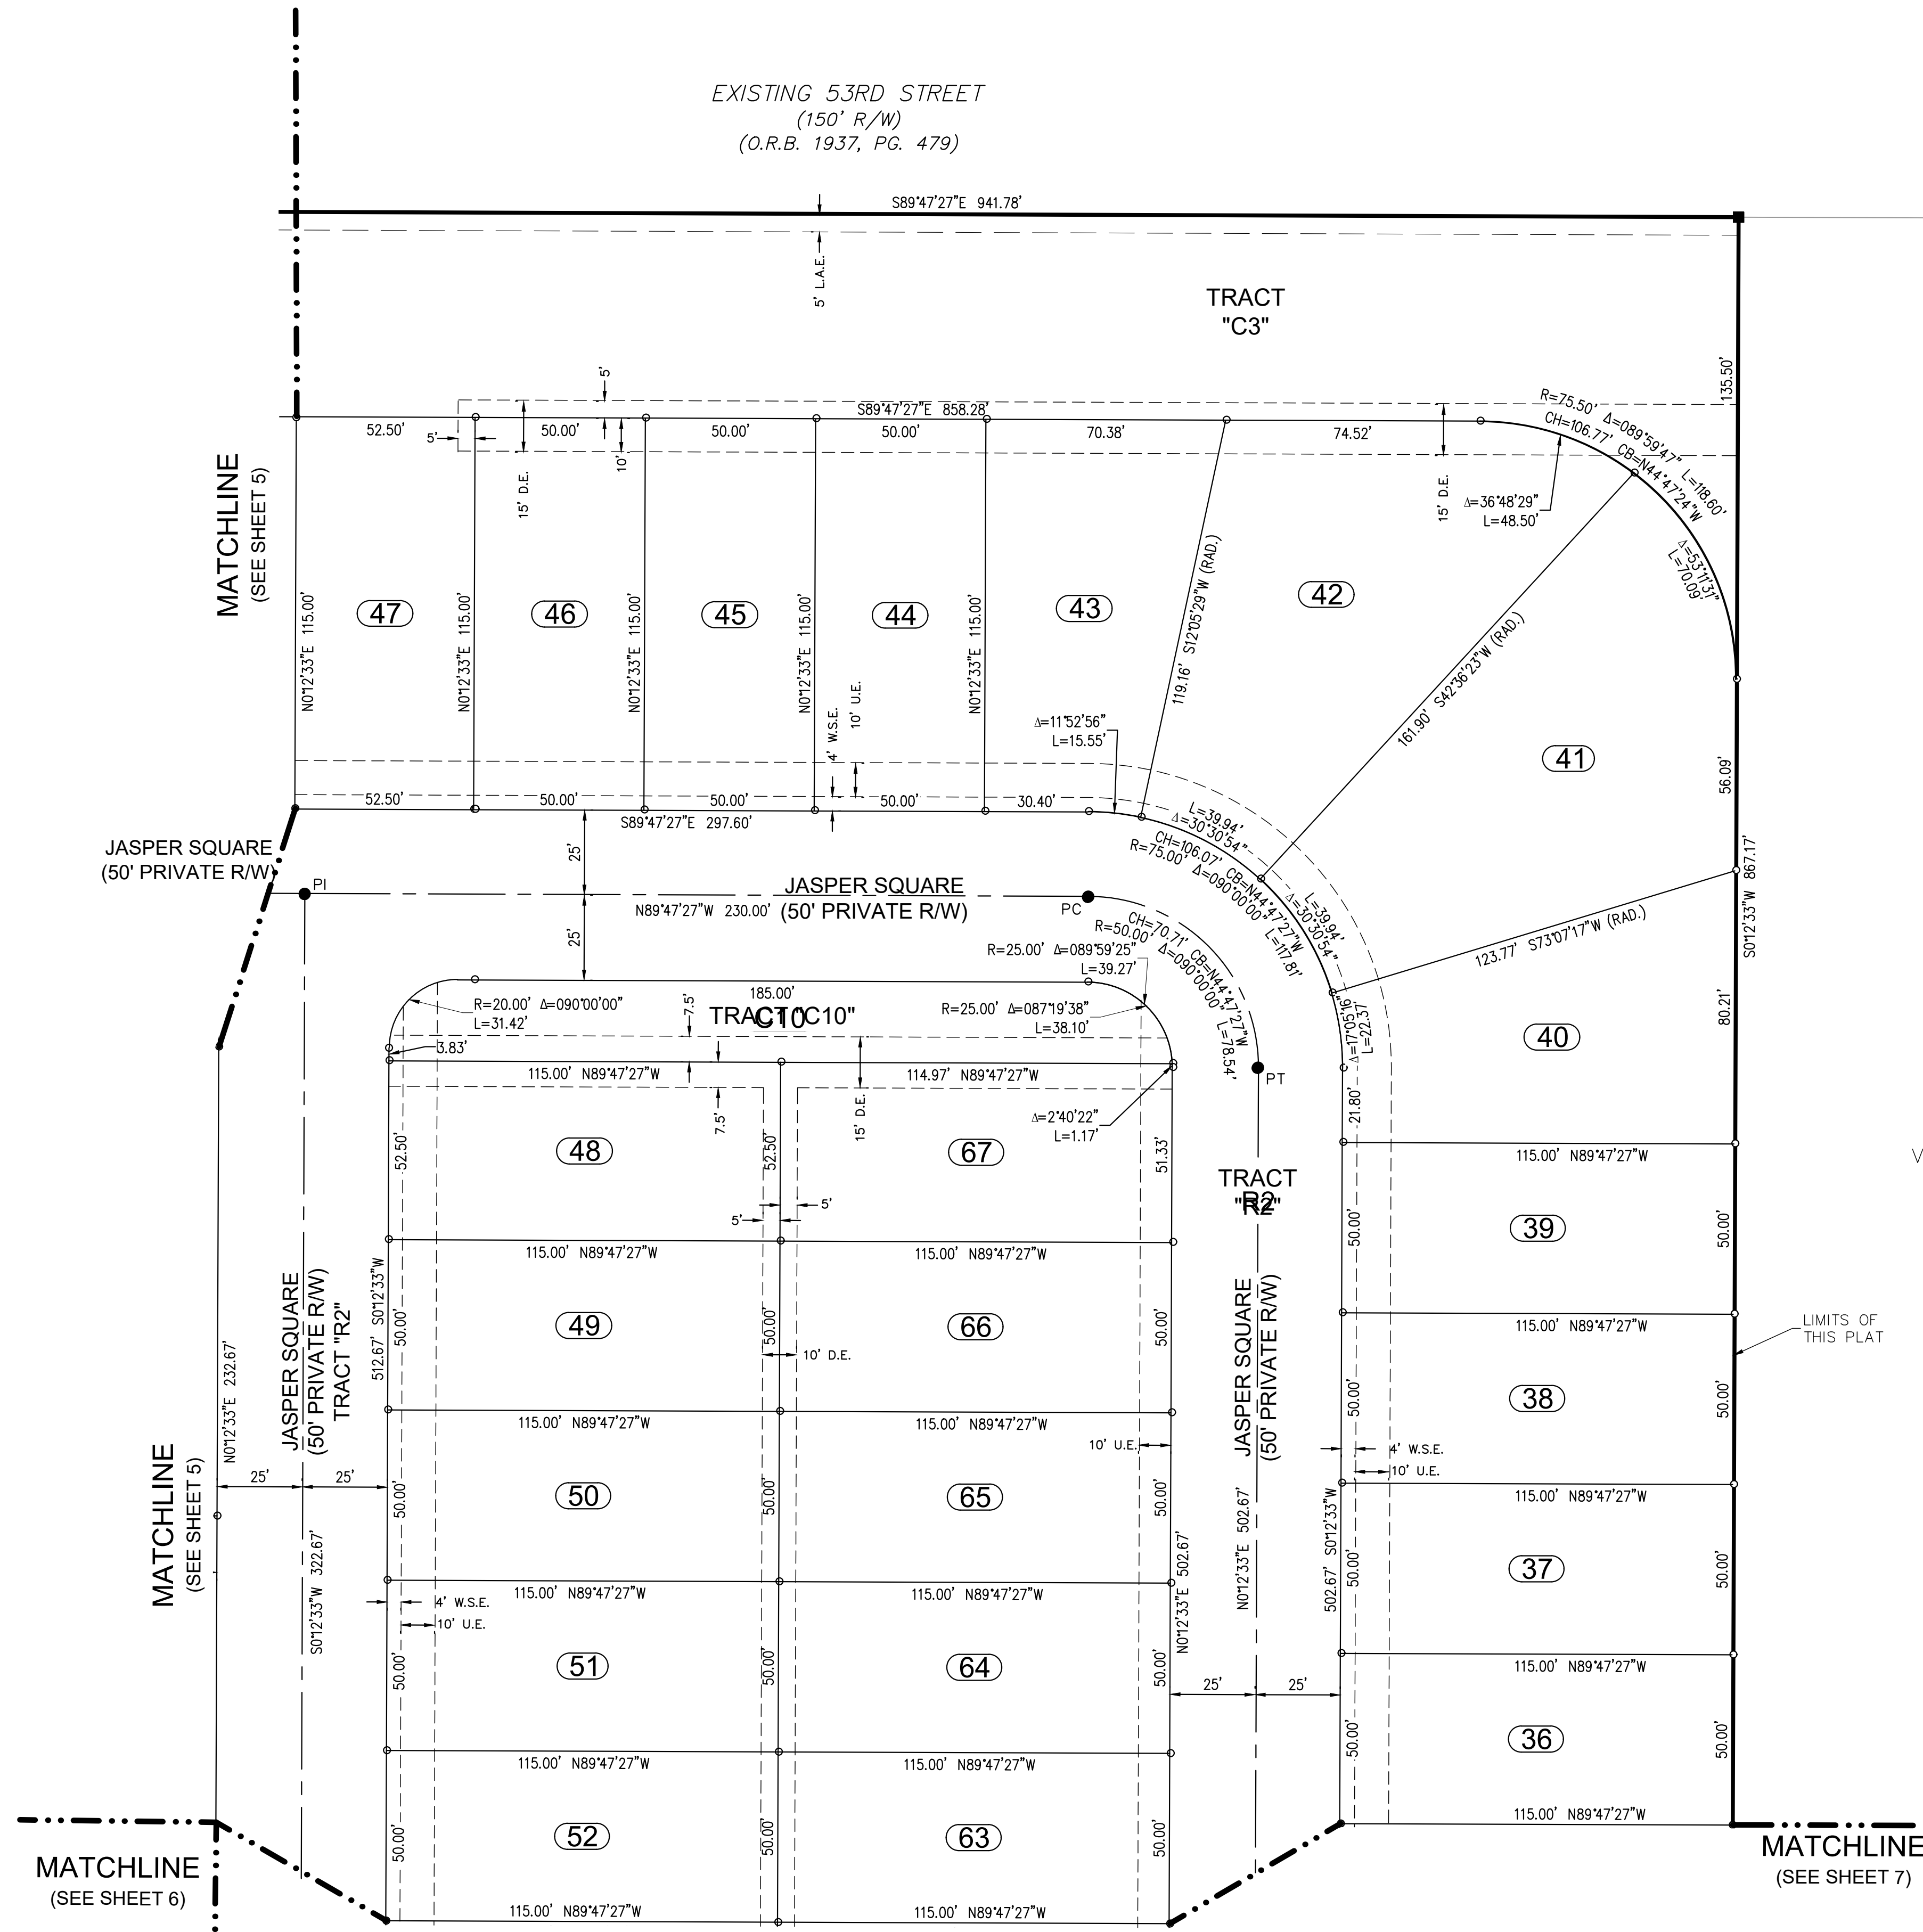 EXISTING 53RD STREET
(150' R/W)
(O.R.B. 1937, PG. 479)
S89°47'27"E 941.78'
5' L.A.E.
TRACT
"C3"
135.50'
MATCHLINE
(SEE SHEET 5)
5'
S89°47'27"E 858.28'
52.50'
5'
50.00'
10'
50.00'
50.00'
70.38'
74.52'
15' D.E.
15' D.E.
R=75.50' Δ=089°59'47" L=118.60'
CH=106.77' CB=N44°47'24"W
Δ=36°48'29"
L=48.50'
Δ=53°11'31"
L=70.09'
N0°12'33"E 115.00'
47
N0°12'33"E 115.00'
46
N0°12'33"E 115.00'
45
N0°12'33"E 115.00'
44
N0°12'33"E 115.00'
43
119.16' S12°05'29"W (RAD.)
42
161.90' S42°36'23"W (RAD.)
41
56.09'
4' W.S.E.
10' U.E.
Δ=11°52'56"
L=15.55'
52.50'
50.00'
50.00'
50.00'
30.40'
S89°47'27"E 297.60'
L=39.94'
Δ=30°30'54"
CH=106.07' CB=N44°47'27"W
R=75.00' Δ=090°00'00" L=117.81'
L=39.94'
Δ=30°30'54"
123.77' S73°07'17"W (RAD.)
S0°12'33"W 867.17'
JASPER SQUARE
(50' PRIVATE R/W)
25'
PI
JASPER SQUARE
(50' PRIVATE R/W)
N89°47'27"W 230.00'
PC
25'
CH=70.71' CB=N44°47'27"W
R=50.00' Δ=090°00'00" L=78.54'
R=25.00' Δ=089°59'25"
L=39.27'
185.00'
R=20.00' Δ=090°00'00"
L=31.42'
7.5'
TRACT "C10"
C10
R=25.00' Δ=087°19'38"
L=38.10'
Δ=17°05'16"
L=22.37'
40
80.21'
3.83'
115.00' N89°47'27"W
114.97' N89°47'27"W
PT
7.5'
15' D.E.
Δ=2°40'22"
L=1.17'
21.80'
52.50'
48
52.50'
67
51.33'
115.00' N89°47'27"W
TRACT
"R2"
R2
5'
5'
50.00'
39
50.00'
115.00' N89°47'27"W
115.00' N89°47'27"W
N0°12'33"E 232.67'
JASPER SQUARE
(50' PRIVATE R/W)
TRACT "R2"
512.67' S0°12'33"W
50.00'
49
50.00'
10' D.E.
66
50.00'
JASPER SQUARE
(50' PRIVATE R/W)
115.00' N89°47'27"W
LIMITS OF
THIS PLAT
50.00'
38
50.00'
115.00' N89°47'27"W
115.00' N89°47'27"W
10' U.E.
4' W.S.E.
10' U.E.
MATCHLINE
(SEE SHEET 5)
25'
25'
50.00'
50
50.00'
65
50.00'
115.00' N89°47'27"W
S0°12'33"W 322.67'
N0°12'33"E 502.67'
N0°12'33"E 502.67'
502.67' S0°12'33"W
50.00'
37
50.00'
115.00' N89°47'27"W
115.00' N89°47'27"W
4' W.S.E.
10' U.E.
50.00'
51
50.00'
64
50.00'
115.00' N89°47'27"W
25'
25'
50.00'
36
50.00'
115.00' N89°47'27"W
115.00' N89°47'27"W
115.00' N89°47'27"W
50.00'
52
50.00'
63
50.00'
MATCHLINE
(SEE SHEET 6)
MATCHLINE
(SEE SHEET 7)
115.00' N89°47'27"W
115.00' N89°47'27"W